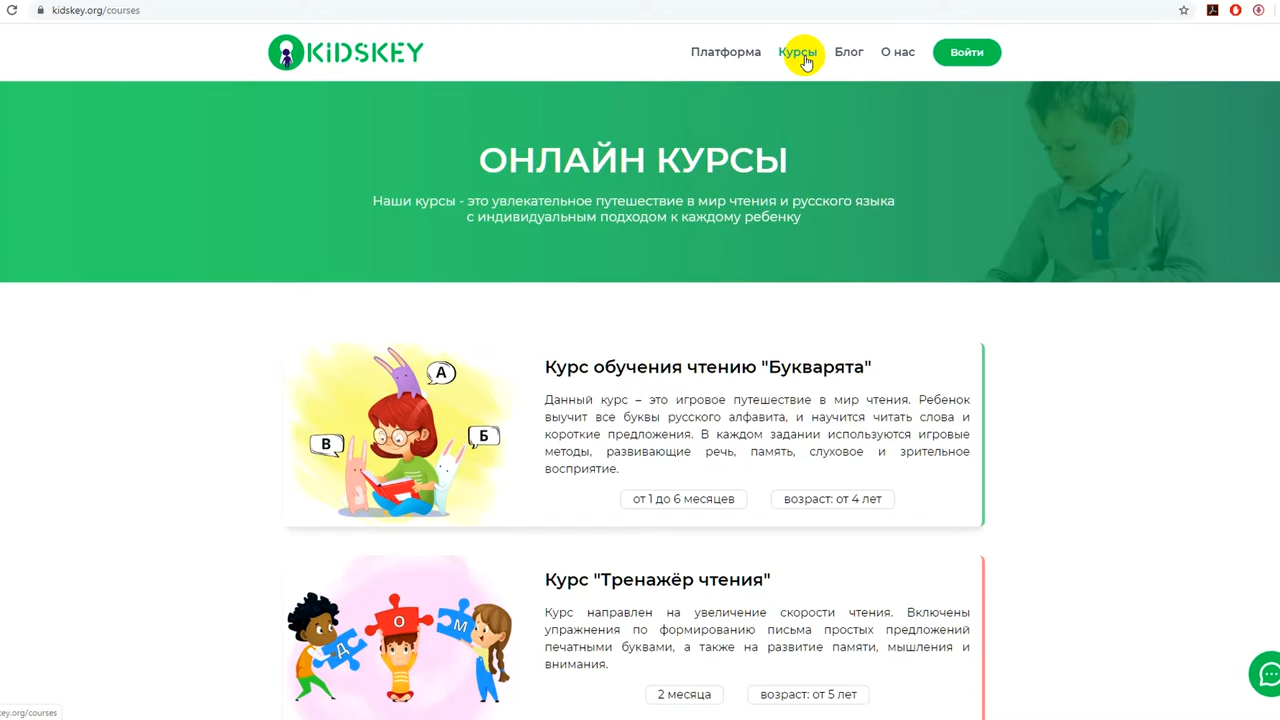 kidskey.org/courses
KiDSKEY
Платформа Курсы Блог О нас Войти
ОНЛАЙН КУРСЫ
Наши курсы - это увлекательное путешествие в мир чтения и русского языка
с индивидуальным подходом к каждому ребенку
А
В
Б
Курс обучения чтению "Букварята"
Данный курс – это игровое путешествие в мир чтения. Ребенок
выучит все буквы русского алфавита, и научится читать слова и
короткие предложения. В каждом задании используются игровые
методы, развивающие речь, память, слуховое и зрительное
восприятие.
от 1 до 6 месяцев возраст: от 4 лет
Д О М
Курс "Тренажёр чтения"
Курс направлен на увеличение скорости чтения. Включены
упражнения по формированию письма простых предложений
печатными буквами, а также на развитие памяти, мышления и
внимания.
2 месяца возраст: от 5 лет
key.org/courses